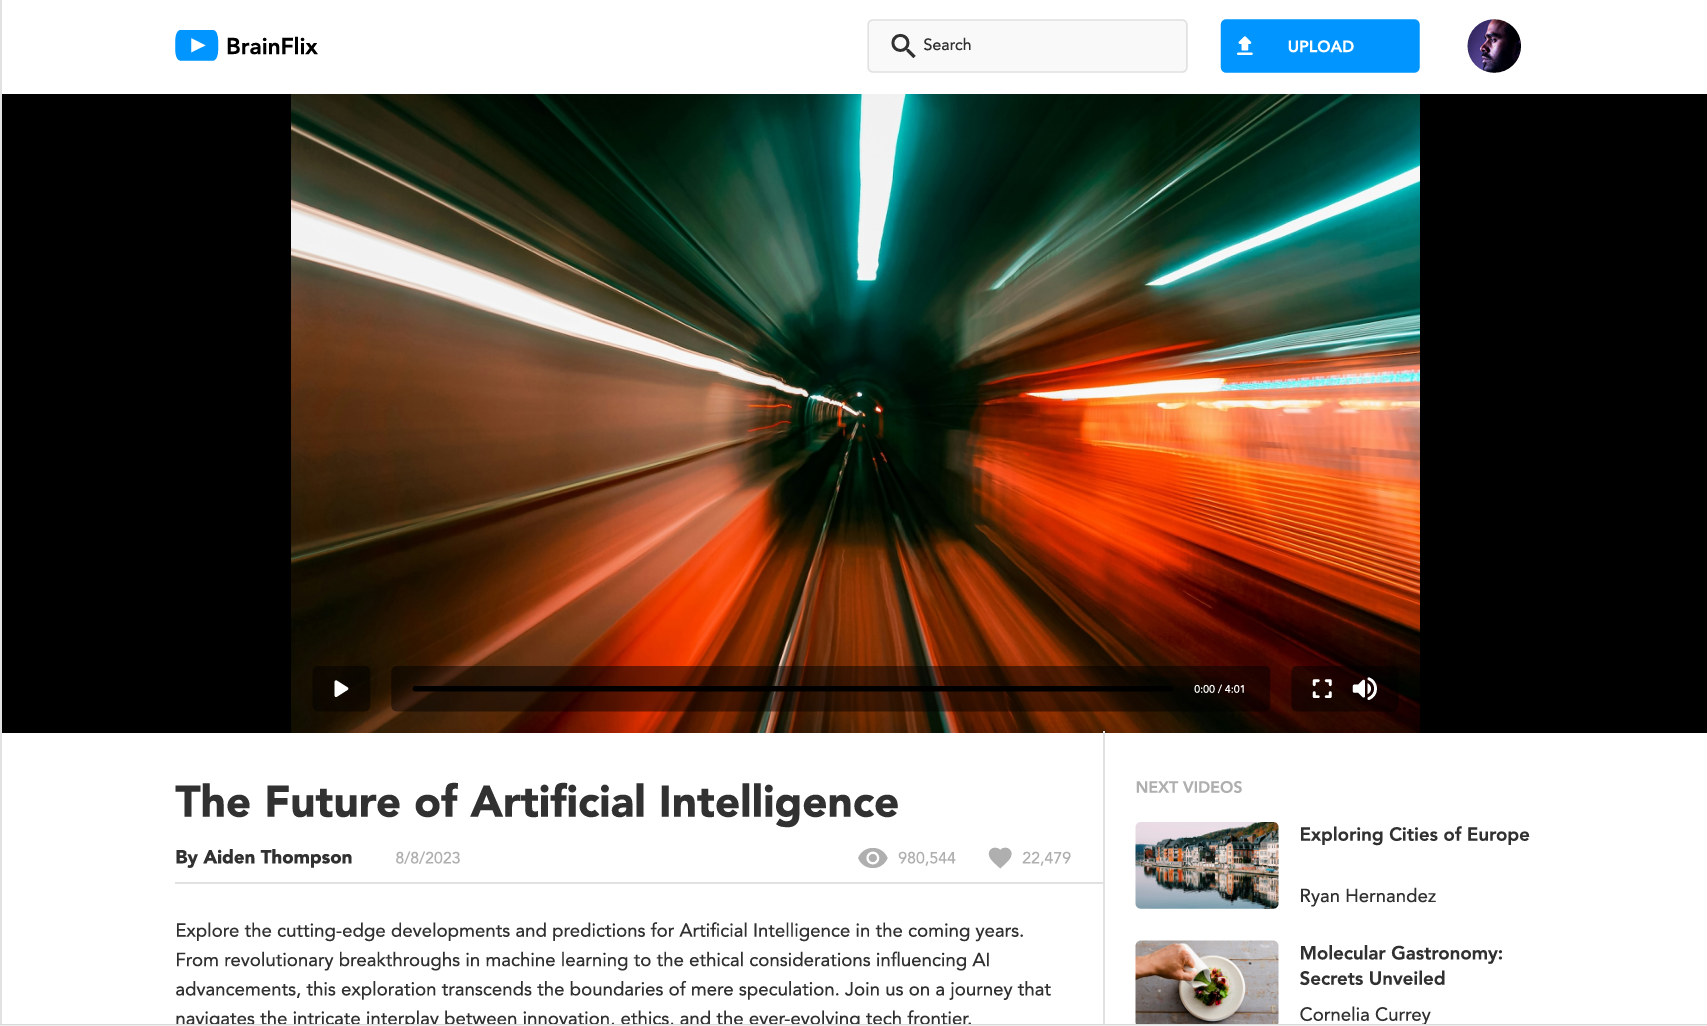 BrainFlix
Search
UPLOAD
0:00 / 4:01
The Future of Artificial Intelligence
By Aiden Thompson
8/8/2023
980,544
22,479
Explore the cutting-edge developments and predictions for Artificial Intelligence in the coming years.
From revolutionary breakthroughs in machine learning to the ethical considerations influencing AI
advancements, this exploration transcends the boundaries of mere speculation. Join us on a journey that
navigates the intricate interplay between innovation, ethics, and the ever-evolving tech frontier.
NEXT VIDEOS
Exploring Cities of Europe
Ryan Hernandez
Molecular Gastronomy:
Secrets Unveiled
Cornelia Currey